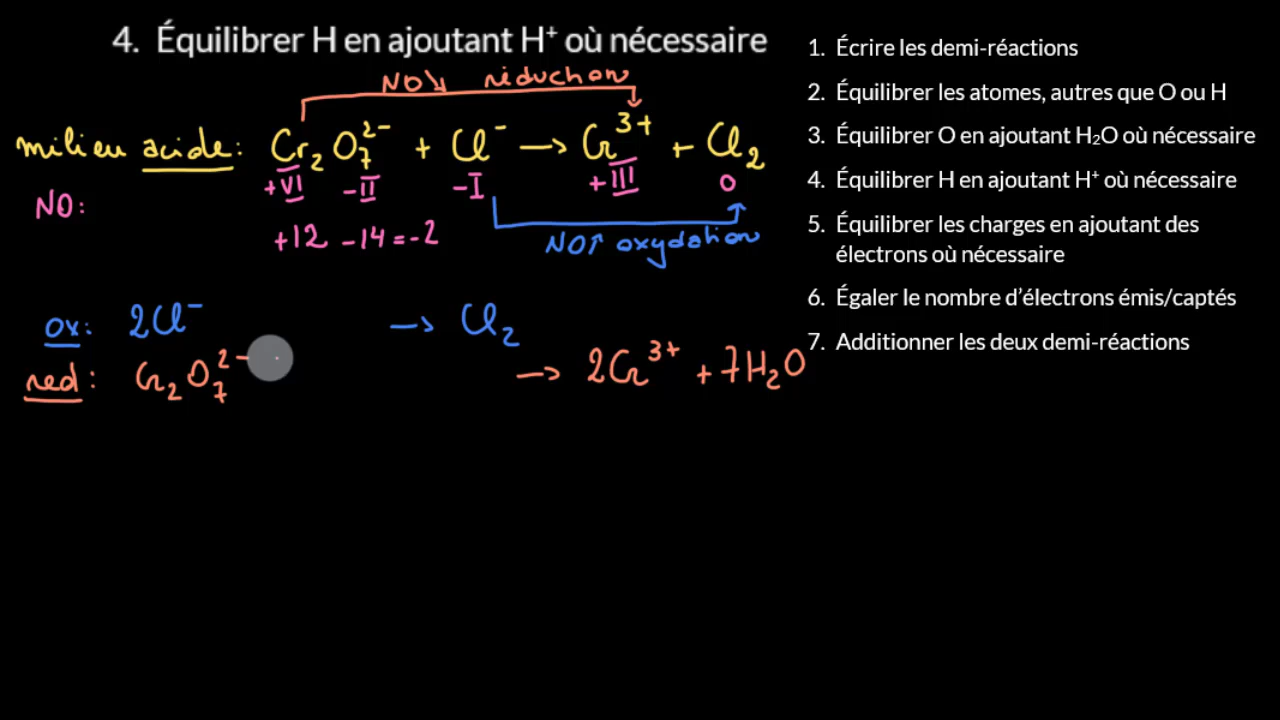 4. Équilibrer H en ajoutant H⁺ où nécessaire
NO↘ réduction
milieu acide: Cr₂O₇²⁻ + Cl⁻ → Cr³⁺ + Cl₂
NO: +VI -II -I +III 0
+12 -14 = -2
NO↑ oxydation
ox: 2Cl⁻ → Cl₂
red: Cr₂O₇²⁻ → 2Cr³⁺ + 7H₂O
1. Écrire les demi-réactions
2. Équilibrer les atomes, autres que O ou H
3. Équilibrer O en ajoutant H₂O où nécessaire
4. Équilibrer H en ajoutant H⁺ où nécessaire
5. Équilibrer les charges en ajoutant des
électrons où nécessaire
6. Égaler le nombre d'électrons émis/captés
7. Additionner les deux demi-réactions